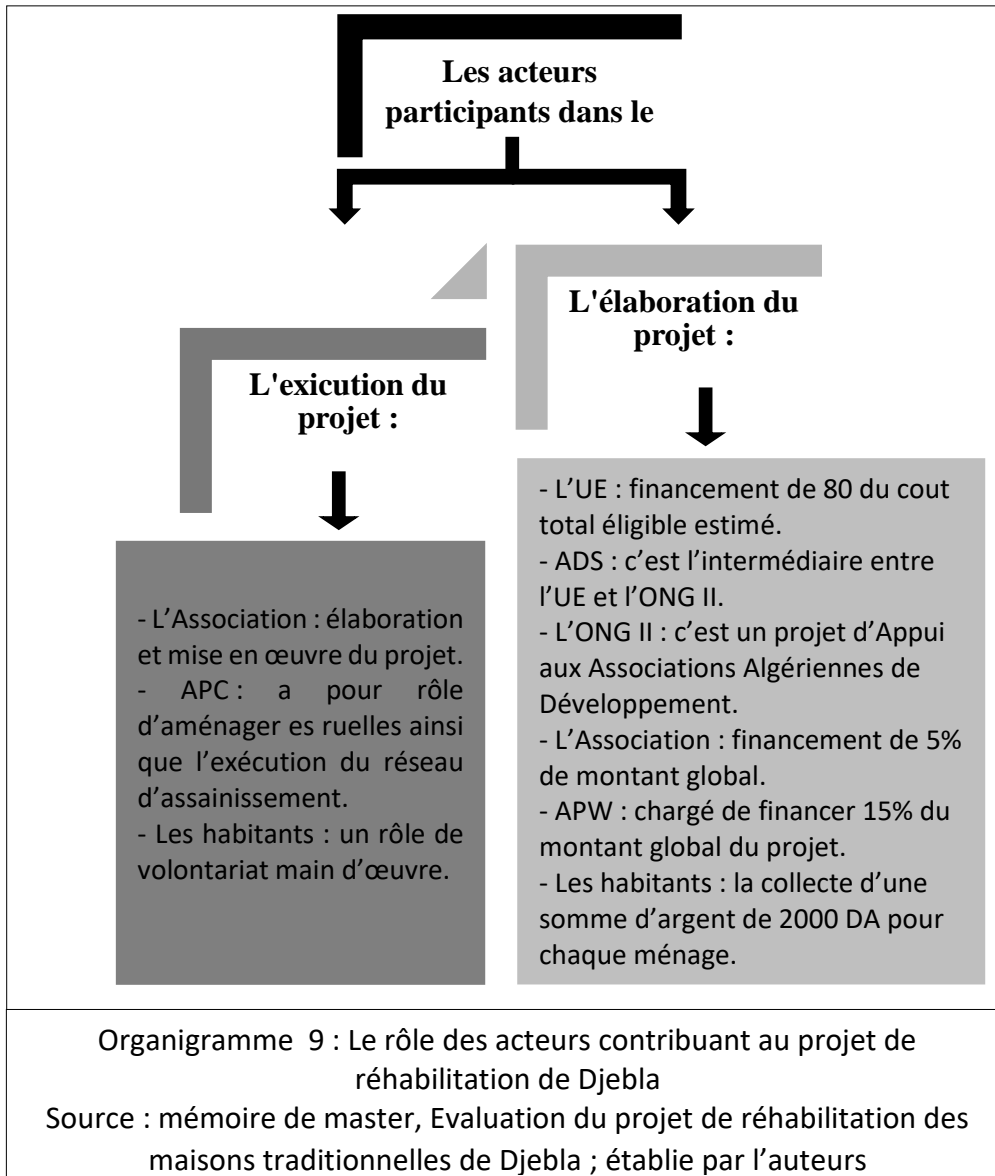 Les acteurs
participants dans le
L'exicution du
projet :
- L'Association : élaboration
et mise en œuvre du projet.
- APC : a pour rôle
d'aménager es ruelles ainsi
que l'exécution du réseau
d'assainissement.
- Les habitants : un rôle de
volontariat main d'œuvre.
L'élaboration du
projet :
- L'UE : financement de 80 du cout
total éligible estimé.
- ADS : c'est l'intermédiaire entre
l'UE et l'ONG II.
- L'ONG II : c'est un projet d'Appui
aux Associations Algériennes de
Développement.
- L'Association : financement de 5%
de montant global.
- APW : chargé de financer 15% du
montant global du projet.
- Les habitants : la collecte d'une
somme d'argent de 2000 DA pour
chaque ménage.
Organigramme 9 : Le rôle des acteurs contribuant au projet de
réhabilitation de Djebla
Source : mémoire de master, Evaluation du projet de réhabilitation des
maisons traditionnelles de Djebla ; établie par l'auteurs